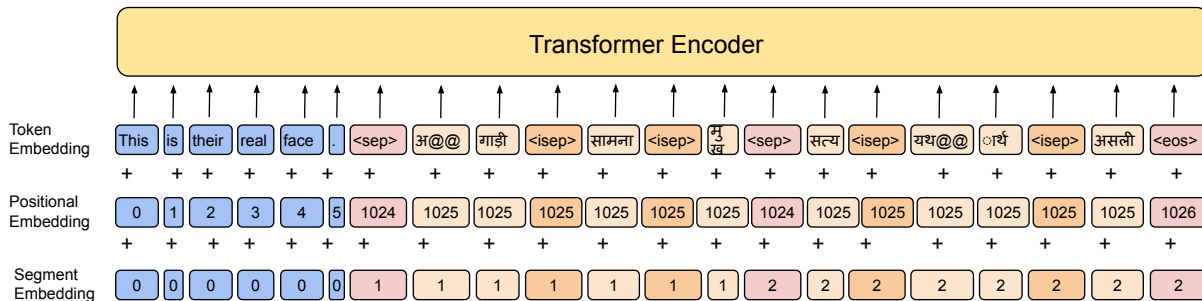 Transformer Encoder
Token Embedding This is their real face . <sep> अ@@ गाड़ी <isep> सामना <isep> मुख <sep> सत्य <isep> यथ@@ ार्थ <isep> असली <eos>
+ + + + + + + + + + + + + + + + + + + +
Positional Embedding 0 1 2 3 4 5 1024 1025 1025 1025 1025 1025 1025 1024 1025 1025 1025 1025 1025 1025 1026
+ + + + + + + + + + + + + + + + + + + +
Segment Embedding 0 0 0 0 0 0 1 1 1 1 1 1 1 2 2 2 2 2 2 2 2